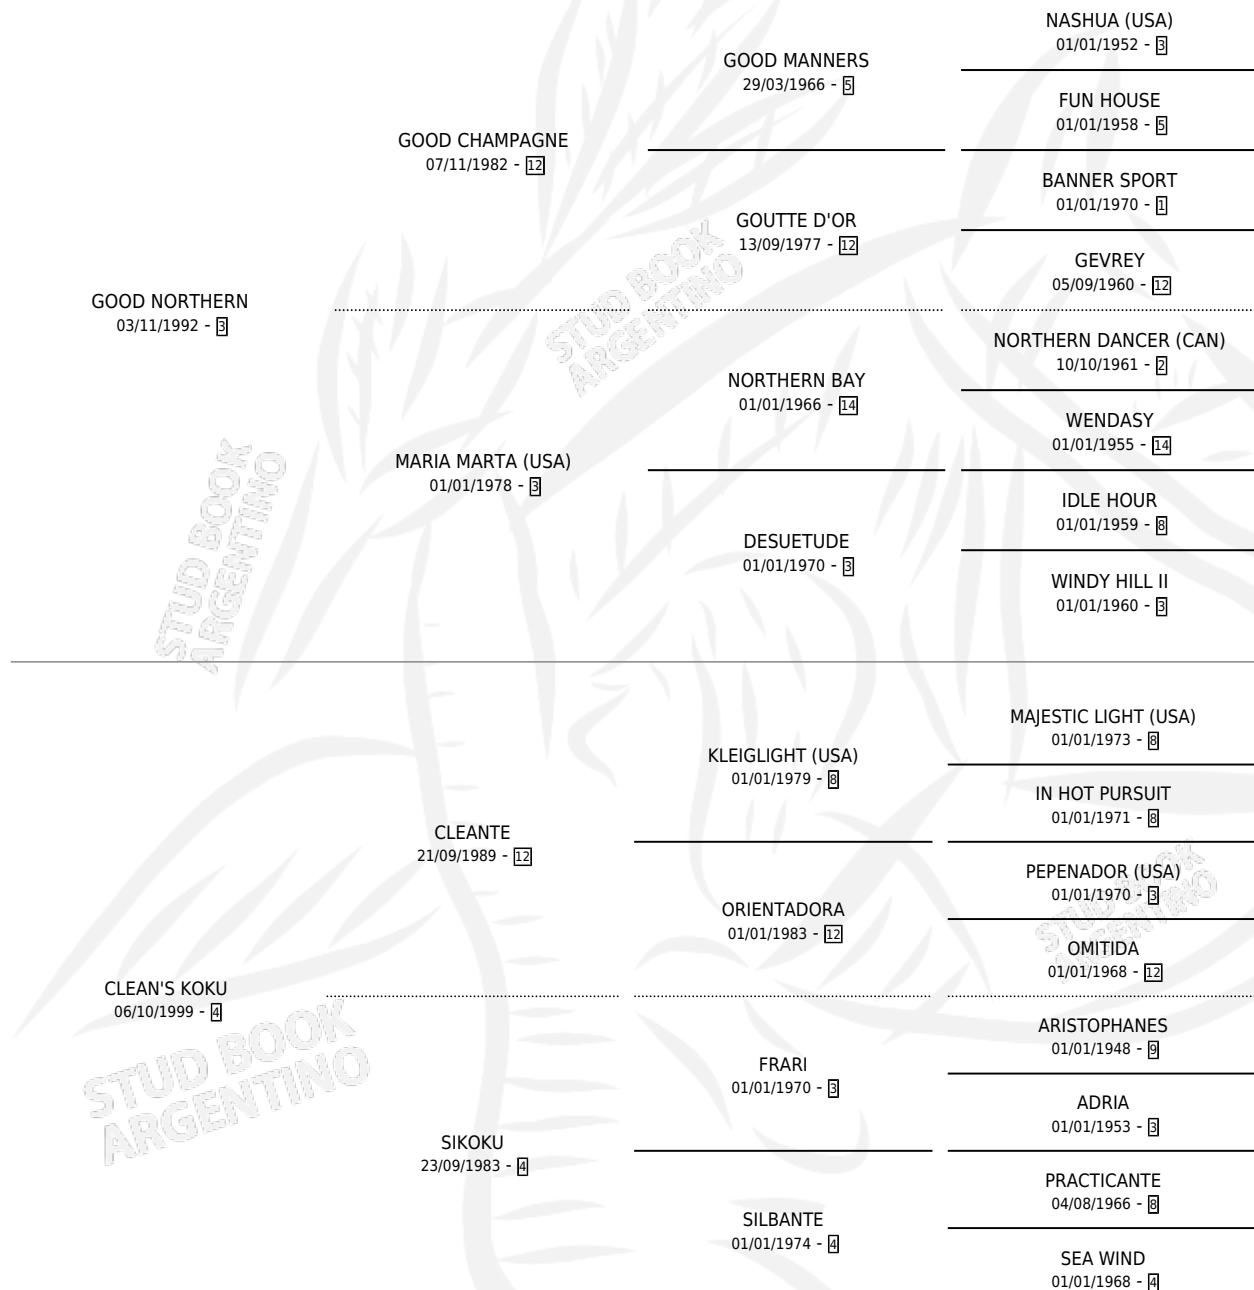 NASHUA (USA)
01/01/1952 - 3
GOOD MANNERS
29/03/1966 - 5
FUN HOUSE
01/01/1958 - 5
GOOD CHAMPAGNE
07/11/1982 - 12
BANNER SPORT
01/01/1970 - 1
GOUTTE D'OR
13/09/1977 - 12
GEVREY
05/09/1960 - 12
GOOD NORTHERN
03/11/1992 - 3
STUD BOOK
ARGENTINO
NORTHERN DANCER (CAN)
10/10/1961 - 2
NORTHERN BAY
01/01/1966 - 14
WENDASY
01/01/1955 - 14
MARIA MARTA (USA)
01/01/1978 - 3
IDLE HOUR
01/01/1959 - 8
DESUETUDE
01/01/1970 - 3
WINDY HILL II
01/01/1960 - 3
STUD BOOK
ARGENTINO
MAJESTIC LIGHT (USA)
01/01/1973 - 8
KLEIGLIGHT (USA)
01/01/1979 - 8
IN HOT PURSUIT
01/01/1971 - 8
CLEANTE
21/09/1989 - 12
PEPENADOR (USA)
01/01/1970 - 3
ORIENTADORA
01/01/1983 - 12
STUD BOOK
ARGENTINO
OMITIDA
01/01/1968 - 12
CLEAN'S KOKU
06/10/1999 - 4
STUD BOOK
ARGENTINO
ARISTOPHANES
01/01/1948 - 9
FRARI
01/01/1970 - 3
ADRIA
01/01/1953 - 3
SIKOKU
23/09/1983 - 4
PRACTICANTE
04/08/1966 - 8
SILBANTE
01/01/1974 - 4
SEA WIND
01/01/1968 - 4